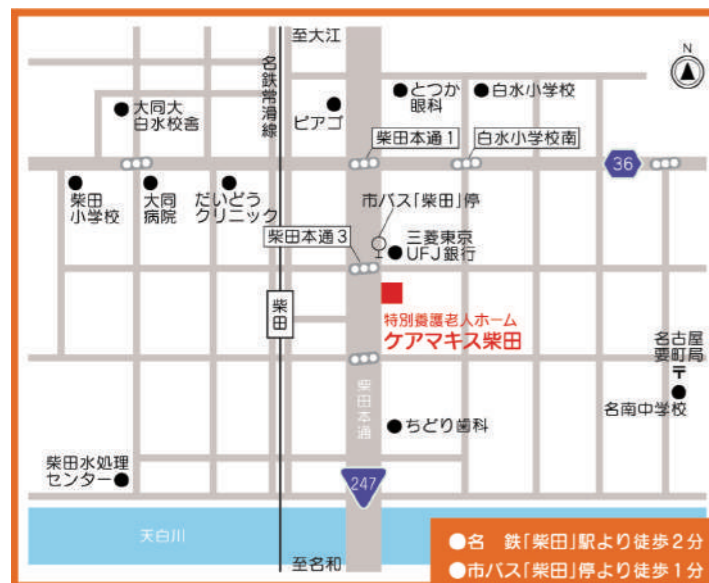 至大江
N
名鉄常滑線
とつか
眼科
白水小学校
大同大
白水校舎
ピアゴ
柴田本通1
白水小学校南
36
柴田
小学校
大同
病院
だいどう
クリニック
市バス「柴田」停
柴田本通3
三菱東京
UFJ銀行
柴田
特別養護老人ホーム
ケアマキス柴田
名古屋
要町局
〒
柴田本通
名南中学校
ちどり歯科
柴田水処理
センター
247
天白川
至名和
●名 鉄「柴田」駅より徒歩2分
●市バス「柴田」停より徒歩1分